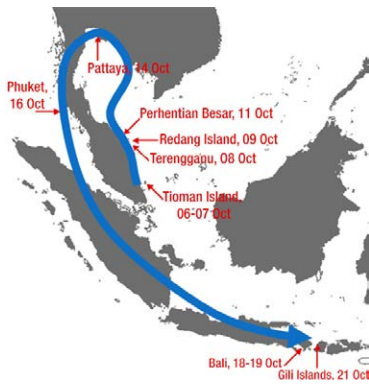 Pattaya, 14 Oct
Phuket,
16 Oct
Perhentian Besar, 11 Oct
Redang Island, 09 Oct
Terengganu, 08 Oct
Tioman Island,
06-07 Oct
Bali, 18-19 Oct
Gili Islands, 21 Oct